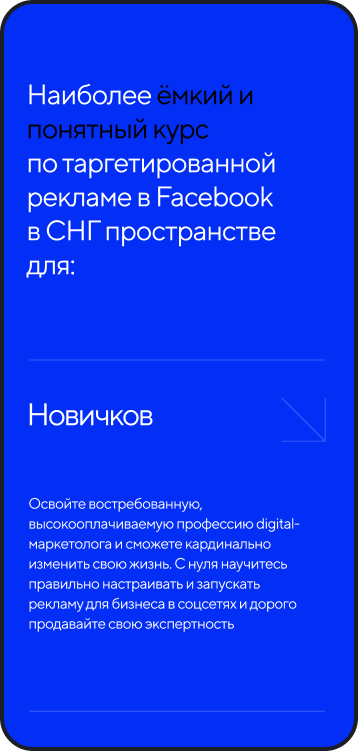 Наиболее ёмкий и
понятный курс
по таргетированной
рекламе в Facebook
в СНГ пространстве
для:
Новичков
Освойте востребованную,
высокооплачиваемую профессию digital-
маркетолога и сможете кардинально
изменить свою жизнь. С нуля научитесь
правильно настраивать и запускать
рекламу для бизнеса в соцсетях и дорого
продавайте свою экспертность